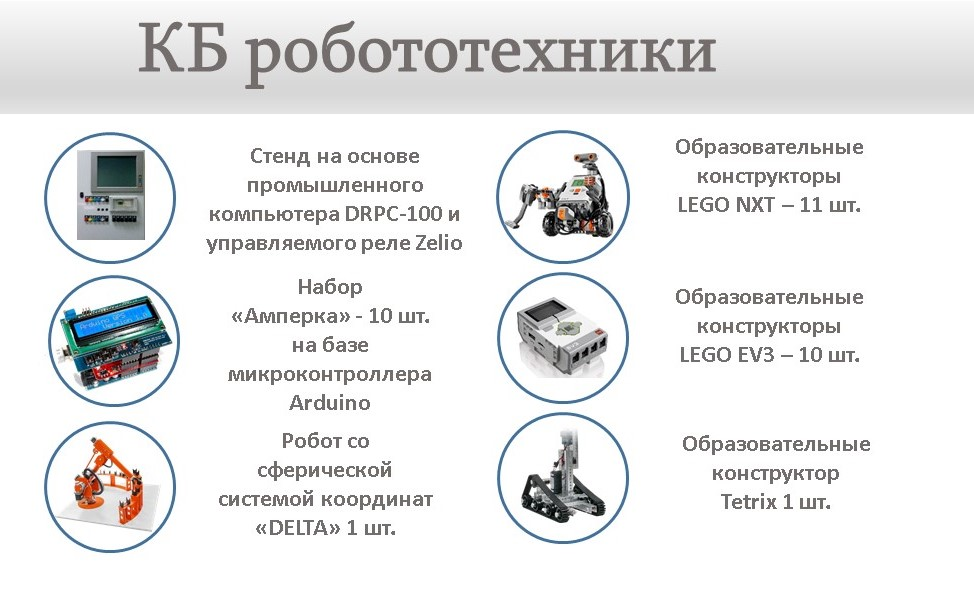 КБ робототехники
Стенд на основе
промышленного
компьютера DRPC-100 и
управляемого реле Zelio
Набор
«Амперка» - 10 шт.
на базе
микроконтроллера
Arduino
Робот со
сферической
системой координат
«DELTA» 1 шт.
Образовательные
конструкторы
LEGO NXT – 11 шт.
Образовательные
конструкторы
LEGO EV3 – 10 шт.
Образовательные
конструктор
Tetrix 1 шт.